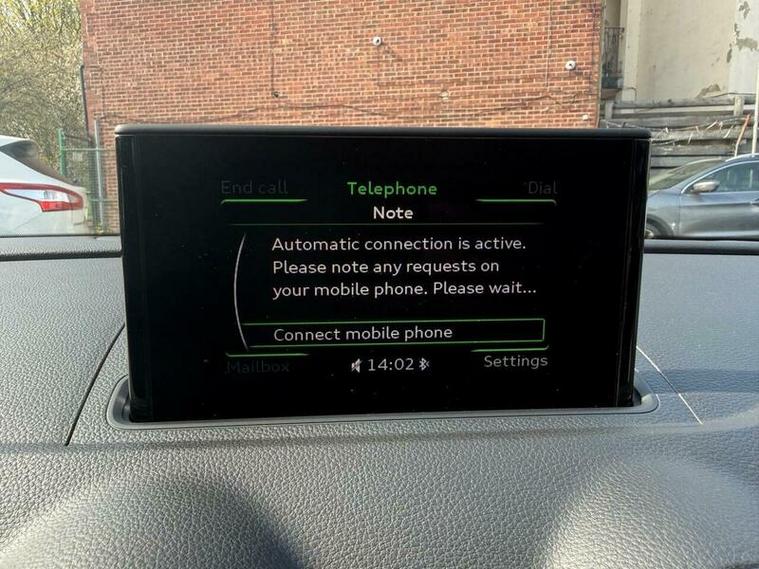 End call Telephone Dial
Note
Automatic connection is active.
Please note any requests on
your mobile phone. Please wait...
Connect mobile phone
Mailbox 14:02 Settings